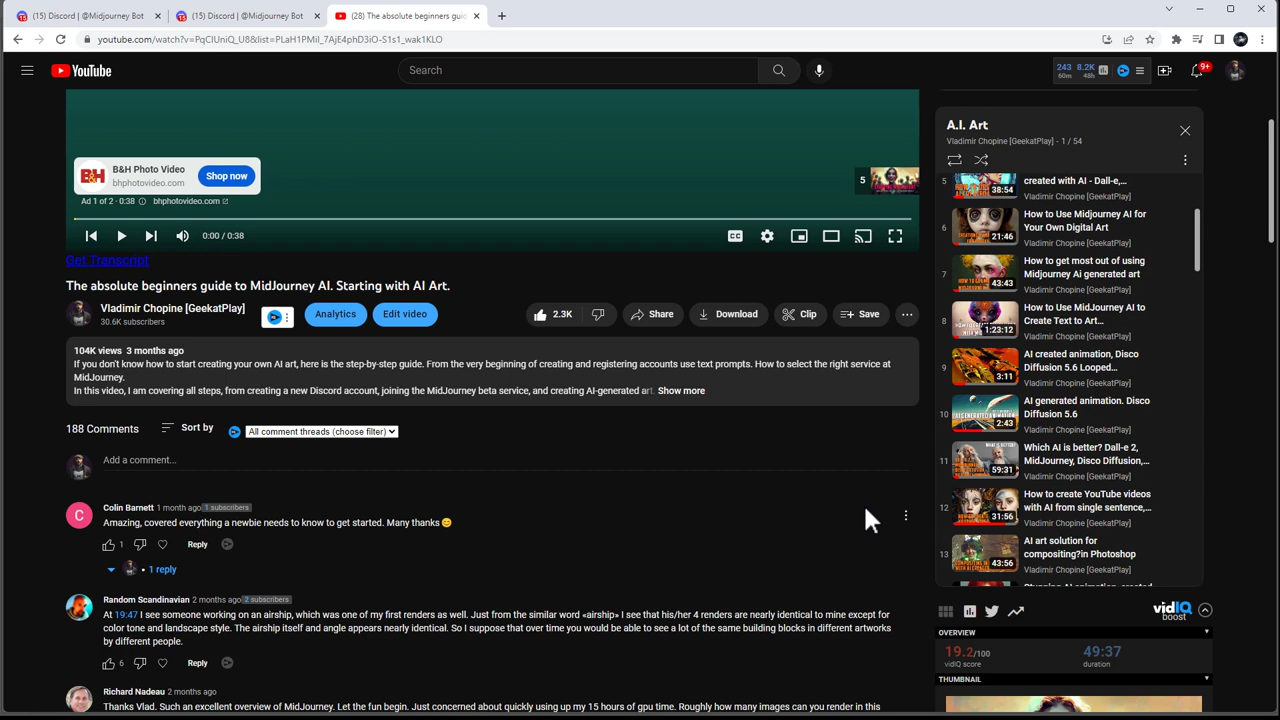 (15) Discord | @Midjourney Bot
(15) Discord | @Midjourney Bot
(28) The absolute beginners guid
youtube.com/watch?v=PqCIUniQ_U8&list=PLaH1PMiI_7AjE4phD3iO-S1s1_wak1KLO
YouTube
Search
243 8.2K
60m 48h
9+
B&H Photo Video
bhphotovideo.com
Shop now
Ad 1 of 2 · 0:38
bhphotovideo.com
5
0:00 / 0:38
Get Transcript
The absolute beginners guide to MidJourney AI. Starting with AI Art.
Vladimir Chopine [GeekatPlay]
30.6K subscribers
Analytics
Edit video
2.3K
Share
Download
Clip
Save
104K views 3 months ago
If you don't know how to start creating your own AI art, here is the step-by-step guide. From the very beginning of creating and registering accounts use text prompts. How to select the right service at
MidJourney.
In this video, I am covering all steps, from creating a new Discord account, joining the MidJourney beta service, and creating AI-generated art. Show more
188 Comments
Sort by
All comment threads (choose filter)
Add a comment...
Colin Barnett 1 month ago 1 subscribers
Amazing, covered everything a newbie needs to know to get started. Many thanks 😊
1
Reply
1 reply
Random Scandinavian 2 months ago 2 subscribers
At 19:47 I see someone working on an airship, which was one of my first renders as well. Just from the similar word «airship» I see that his/her 4 renders are nearly identical to mine except for
color tone and landscape style. The airship itself and angle appears nearly identical. So I suppose that over time you would be able to see a lot of the same building blocks in different artworks
by different people.
6
Reply
Richard Nadeau 2 months ago
Thanks Vlad. Such an excellent overview of MidJourney. Let the fun begin. Just concerned about quickly using up my 15 hours of gpu time. Roughly how many images can you render in this
A.I. Art
Vladimir Chopine [GeekatPlay] - 1 / 54
5
38:54
created with AI - Dall-e,...
Vladimir Chopine [GeekatPlay]
6
21:46
How to Use Midjourney AI for
Your Own Digital Art
Vladimir Chopine [GeekatPlay]
7
43:43
How to get most out of using
Midjourney Ai generated art
Vladimir Chopine [GeekatPlay]
8
1:23:12
How to Use MidJourney AI to
Create Text to Art...
Vladimir Chopine [GeekatPlay]
9
3:11
AI created animation, Disco
Diffusion 5.6 Looped...
Vladimir Chopine [GeekatPlay]
10
2:43
AI generated animation. Disco
Diffusion 5.6
Vladimir Chopine [GeekatPlay]
11
59:31
Which AI is better? Dall-e 2,
MidJourney, Disco Diffusion,...
Vladimir Chopine [GeekatPlay]
12
31:56
How to create YouTube videos
with AI from single sentence,...
Vladimir Chopine [GeekatPlay]
13
43:56
AI art solution for
compositing?in Photoshop
Vladimir Chopine [GeekatPlay]
vidIQ
boost
OVERVIEW
19.2/100
vidIQ score
49:37
duration
THUMBNAIL